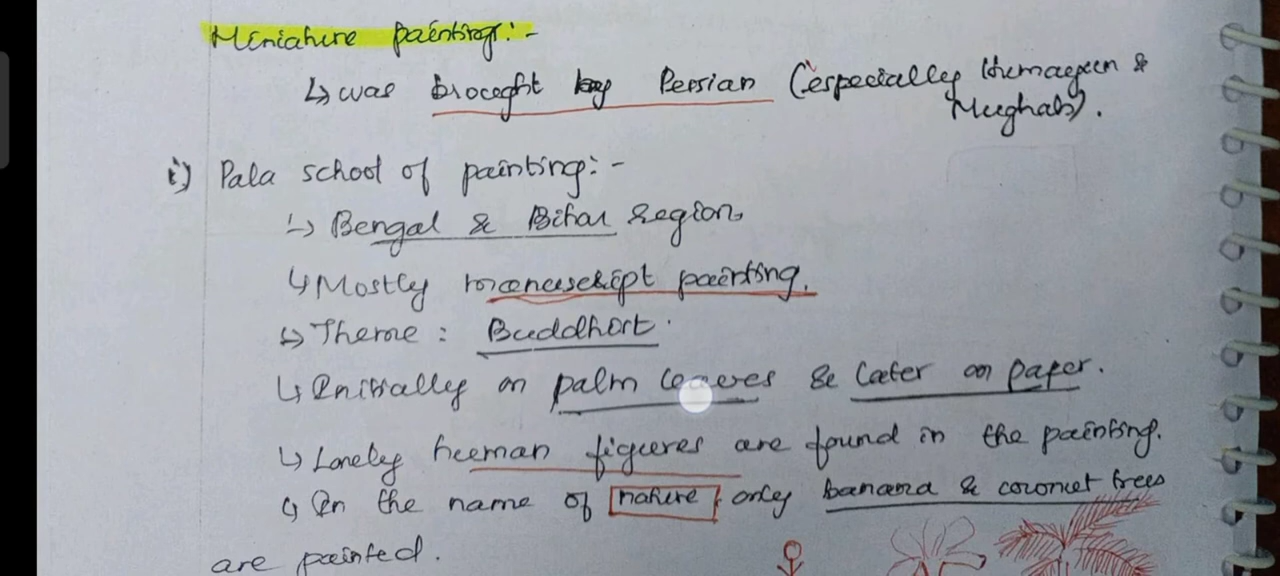 Miniature painting:-
↳ was brought by Persian (especially Humayun &
Mughals).
i) Pala school of painting:-
↳ Bengal & Bihar region
↳ Mostly manuscript painting.
↳ Theme : Buddhist.
↳ Initially on palm leaves & later on paper.
↳ Lonely human figures are found in the painting.
↳ In the name of nature, only banana & coconut trees
are painted.